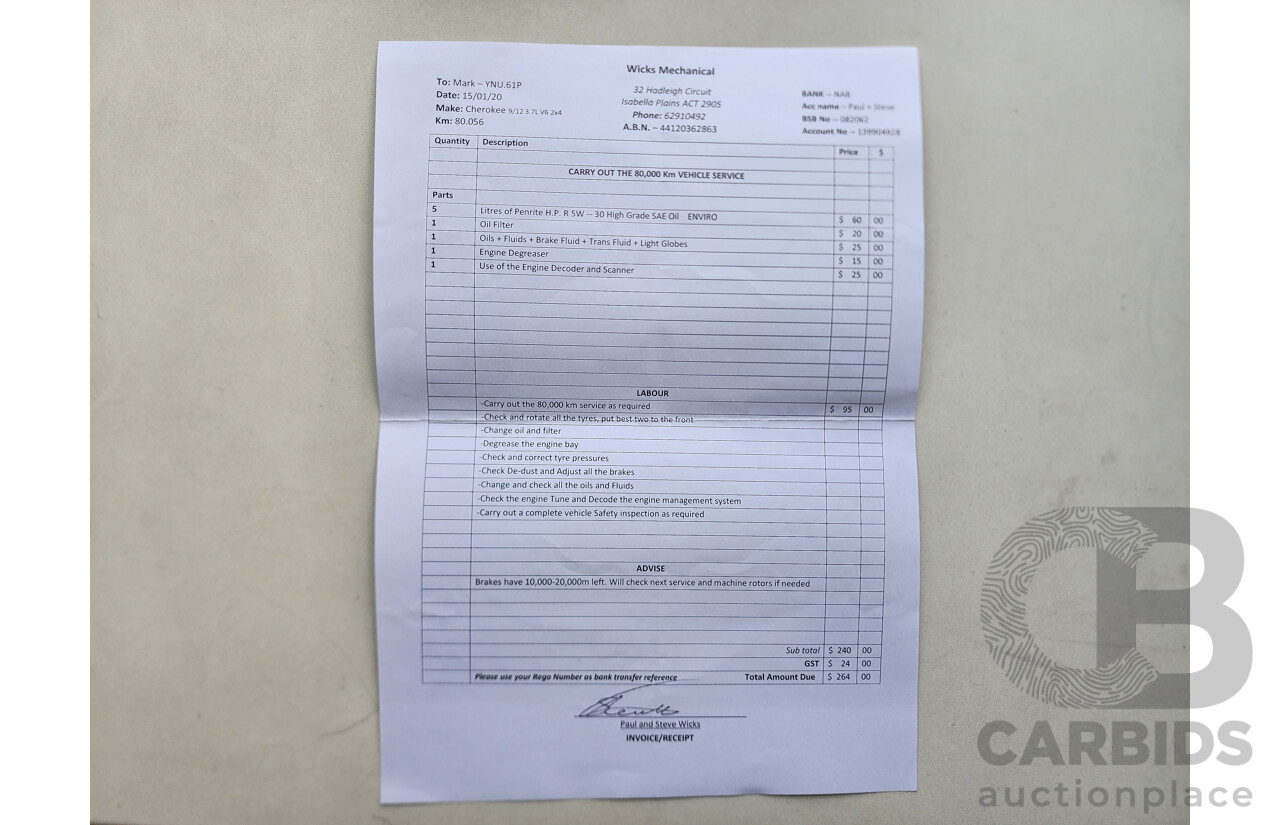 Wicks Mechanical
To: Mark – YNU.61P
Date: 15/01/20
Make: Cherokee 9/12 3.7L V6 2x4
Km: 80.056
32 Hadleigh Circuit
Isabella Plains ACT 2905
Phone: 62910492
A.B.N. – 44120362863
BANK – NAB
Acc name – Paul + Steve
BSB No – 082062
Account No –
Quantity Description Price $
CARRY OUT THE 80,000 Km VEHICLE SERVICE
Parts
5 Litres of Penrite H.P. R 5W – 30 High Grade SAE Oil ENVIRO $ 60 00
1 Oil Filter $ 20 00
1 Oils + Fluids + Brake Fluid + Trans Fluid + Light Globes $ 25 00
1 Engine Degreaser $ 15 00
1 Use of the Engine Decoder and Scanner $ 25 00
LABOUR
-Carry out the 80,000 km service as required $ 95 00
-Check and rotate all the tyres, put best two to the front
-Change oil and filter
-Degrease the engine bay
-Check and correct tyre pressures
-Check De-dust and Adjust all the brakes
-Change and check all the oils and Fluids
-Check the engine Tune and Decode the engine management system
-Carry out a complete vehicle Safety inspection as required
ADVISE
Brakes have 10,000-20,000m left. Will check next service and machine rotors if needed
Sub total $ 240 00
GST $ 24 00
Please use your Rego Number as bank transfer reference Total Amount Due $ 264 00
Paul and Steve Wicks
INVOICE/RECEIPT
CARBIDS
auctionplace